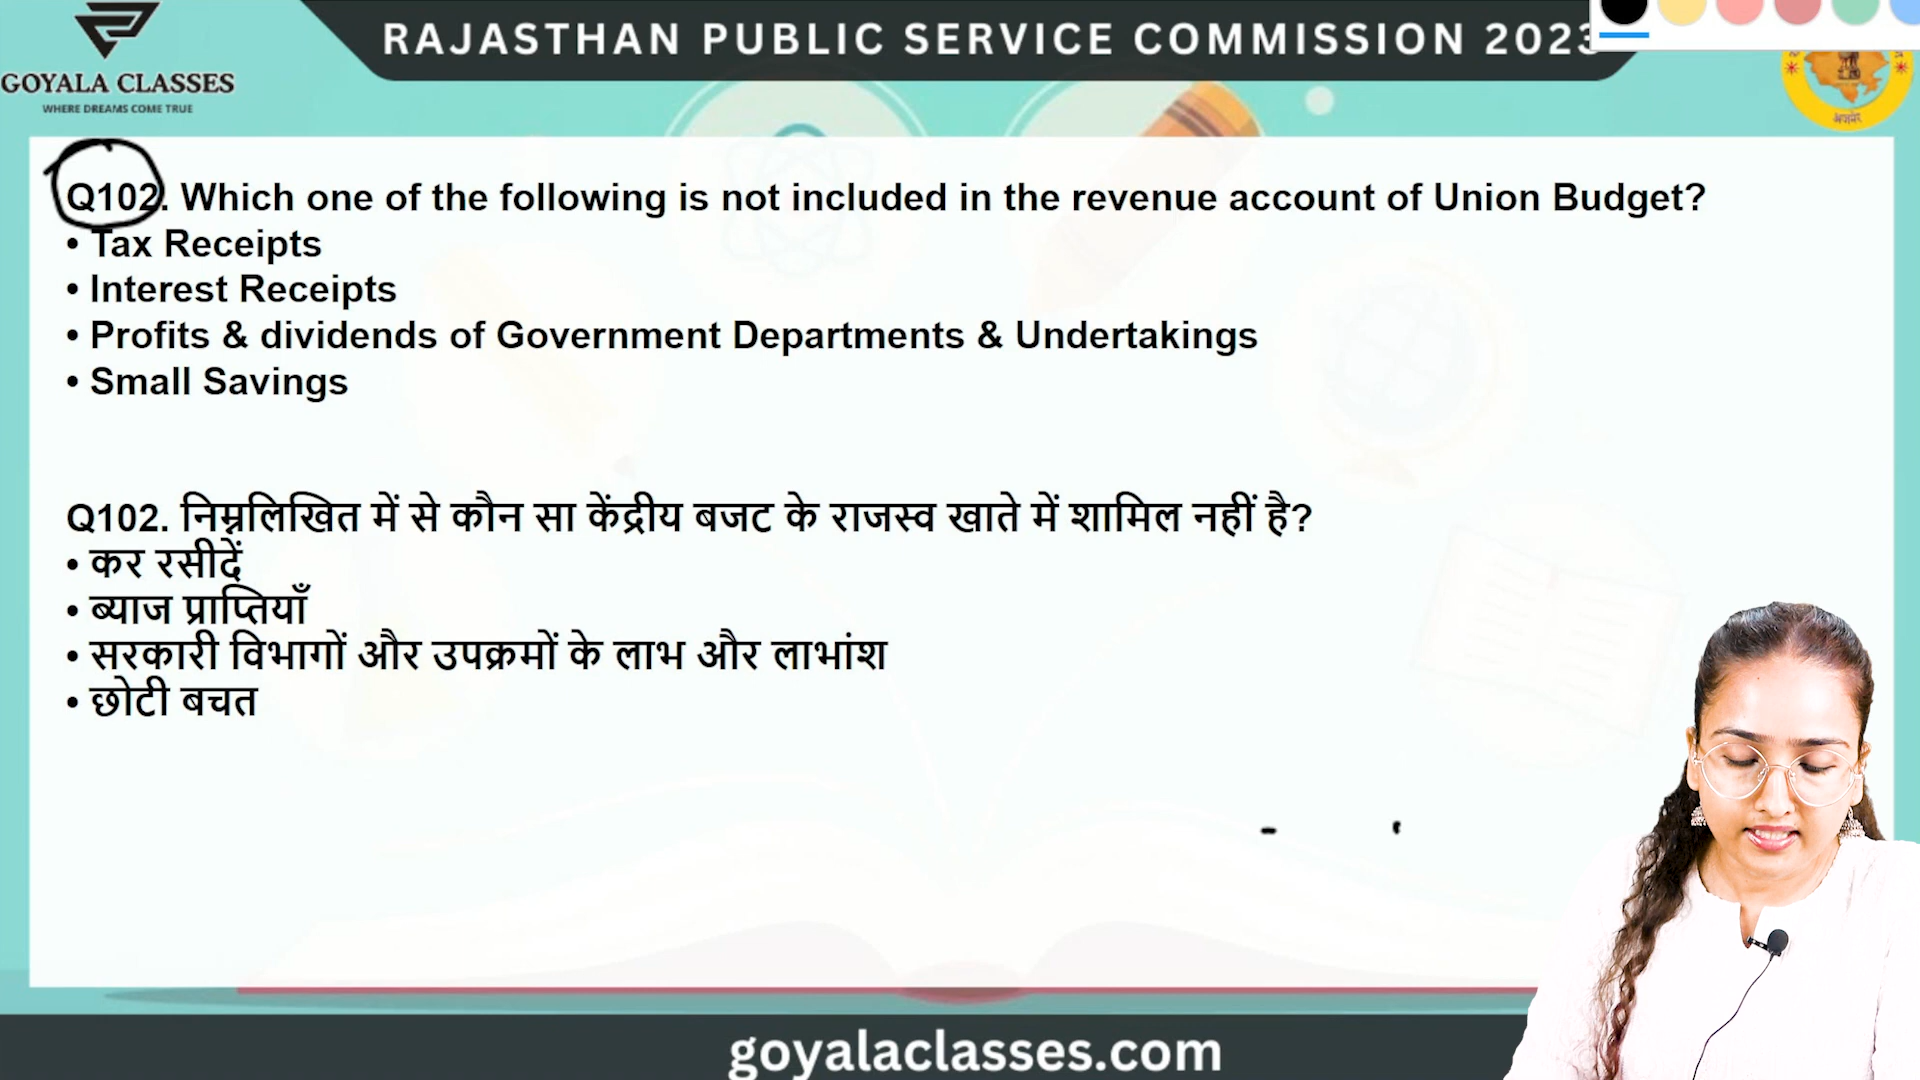 RAJASTHAN PUBLIC SERVICE COMMISSION 2023
GOYALA CLASSES
WHERE DREAMS COME TRUE
अजमेर
Q102. Which one of the following is not included in the revenue account of Union Budget?
• Tax Receipts
• Interest Receipts
• Profits & dividends of Government Departments & Undertakings
• Small Savings
Q102. निम्नलिखित में से कौन सा केंद्रीय बजट के राजस्व खाते में शामिल नहीं है?
• कर रसीदें
• ब्याज प्राप्तियाँ
• सरकारी विभागों और उपक्रमों के लाभ और लाभांश
• छोटी बचत
goyalaclasses.com